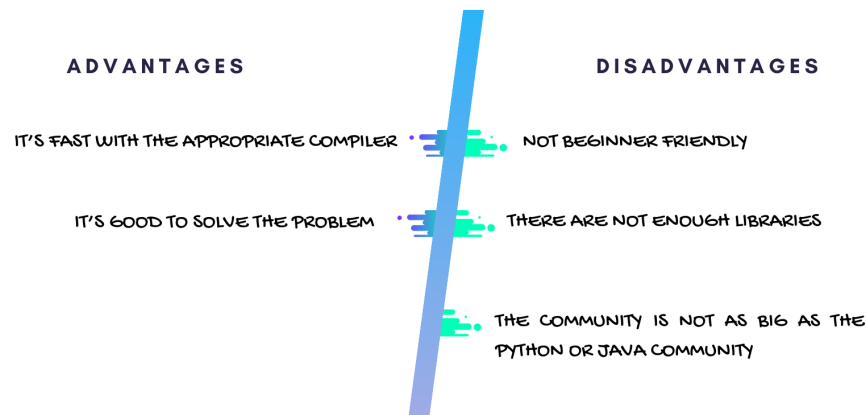 ADVANTAGES
IT'S FAST WITH THE APPROPRIATE COMPILER
IT'S GOOD TO SOLVE THE PROBLEM
DISADVANTAGES
NOT BEGINNER FRIENDLY
THERE ARE NOT ENOUGH LIBRARIES
THE COMMUNITY IS NOT AS BIG AS THE
PYTHON OR JAVA COMMUNITY